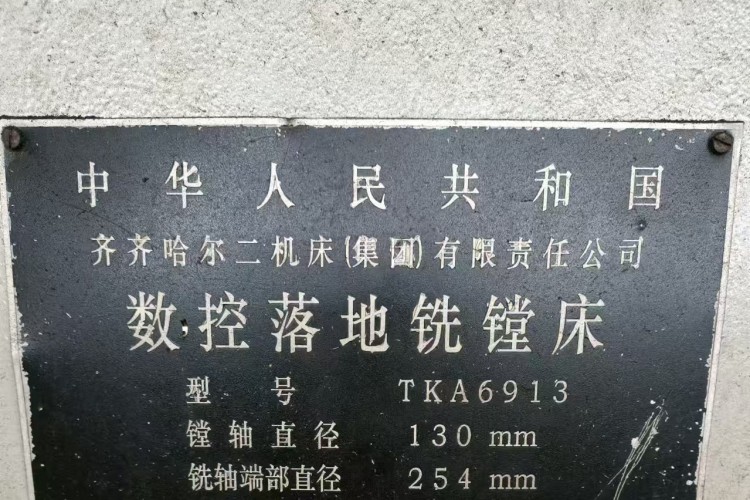 中华人民共和国
齐齐哈尔二机床(集团)有限责任公司
数控落地铣镗床
型号 TKA6913
镗轴直径 130 mm
铣轴端部直径 254 mm